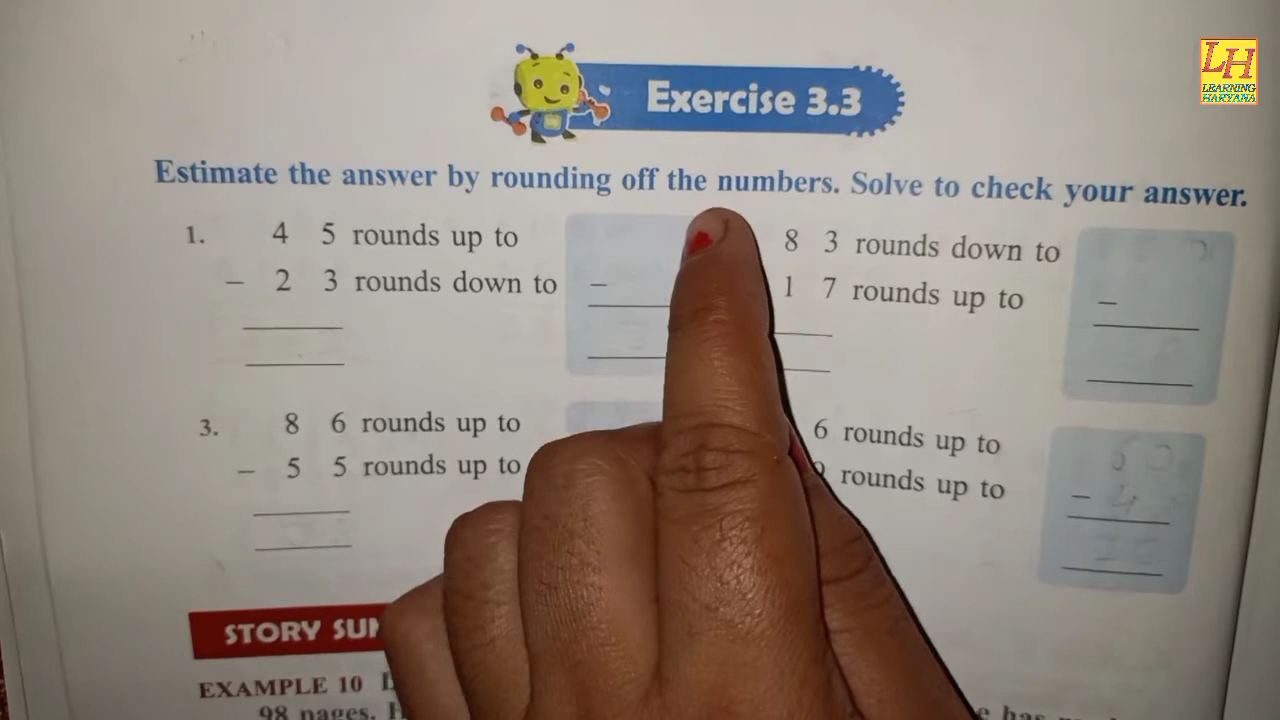 LH
LEARNING
HARYANA
Exercise 3.3
Estimate the answer by rounding off the numbers. Solve to check your answer.
1. 4 5 rounds up to
– 2 3 rounds down to –
8 3 rounds down to
1 7 rounds up to –
3. 8 6 rounds up to
– 5 5 rounds up to
6 rounds up to
rounds up to – 4
STORY
EXAMPLE 10
98 pages.
has